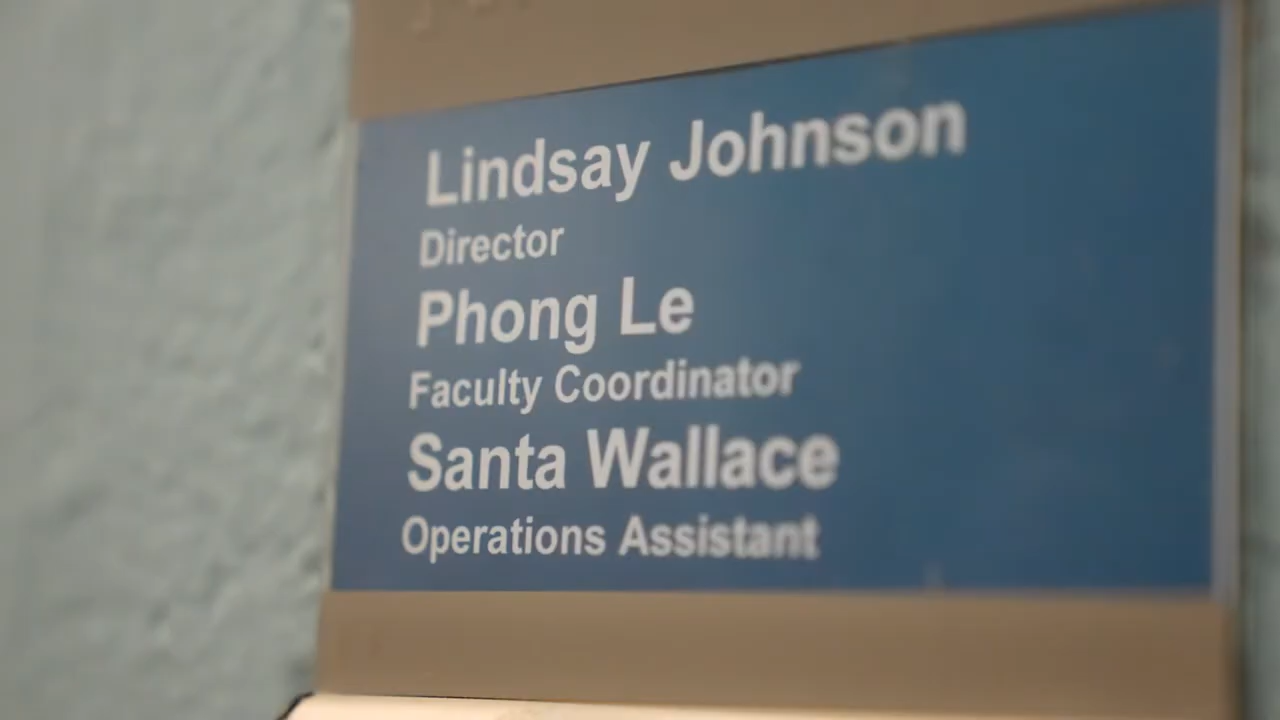 Lindsay Johnson
Director
Phong Le
Faculty Coordinator
Santa Wallace
Operations Assistant